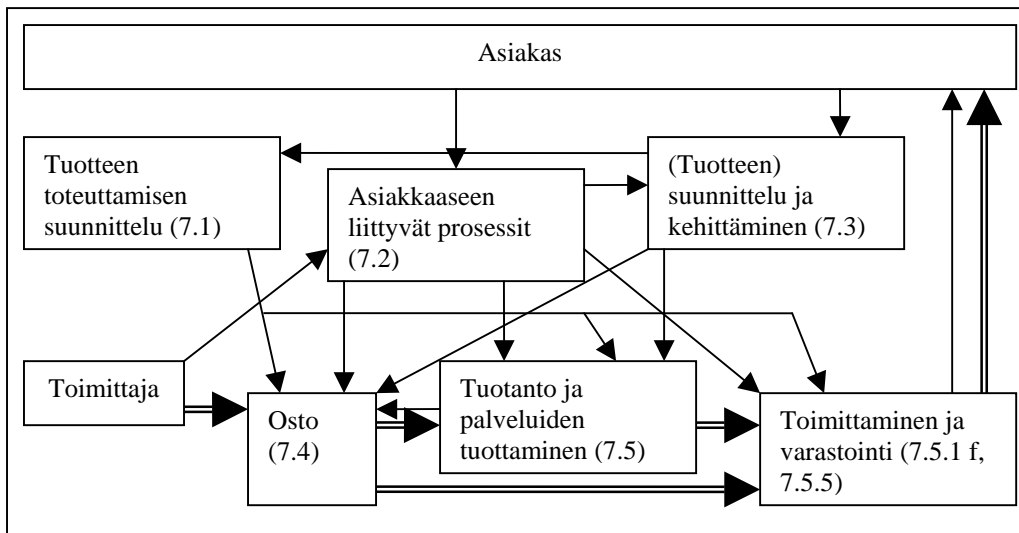 Asiakas
Tuotteen
toteuttamisen
suunnittelu (7.1)
Asiakkaaseen
liittyvät prosessit
(7.2)
(Tuotteen)
suunnittelu ja
kehittäminen (7.3)
Toimittaja
Osto
(7.4)
Tuotanto ja
palveluiden
tuottaminen (7.5)
Toimittaminen ja
varastointi (7.5.1 f,
7.5.5)